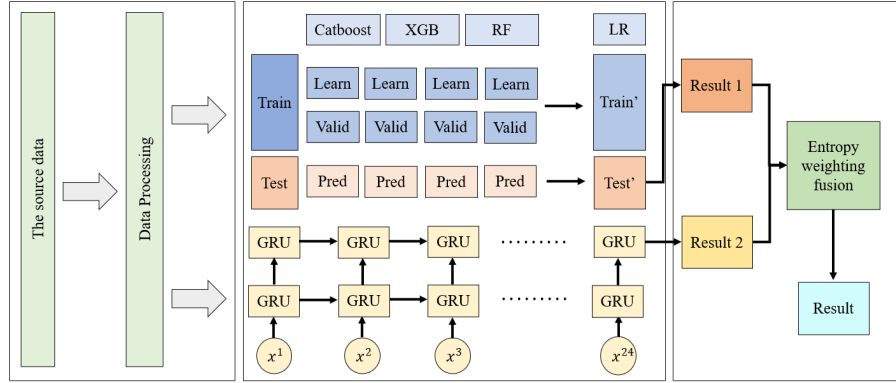 The source data
Data Processing
Catboost XGB RF LR
Train Learn Learn Learn Learn Train’
Valid Valid Valid Valid
Test Pred Pred Pred Pred Test’
GRU GRU GRU ......... GRU
GRU GRU GRU ......... GRU
x¹ x² x³ x²⁴
Result 1
Result 2
Entropy
weighting
fusion
Result